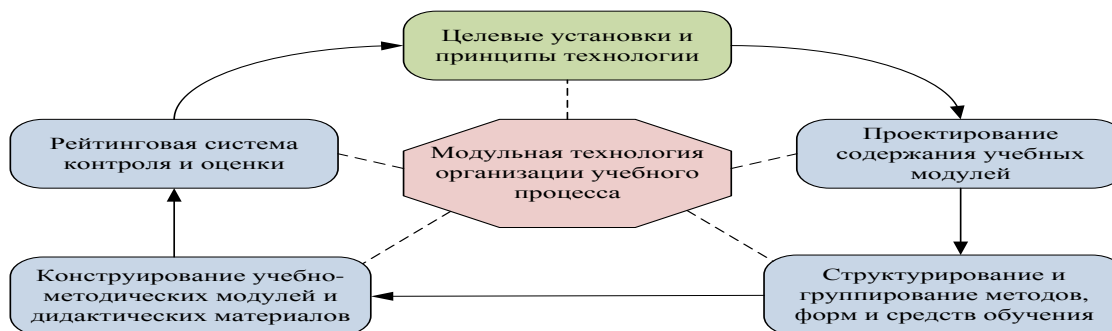 Целевые установки и
принципы технологии
Рейтинговая система
контроля и оценки
Модульная технология
организации учебного
процесса
Проектирование
содержания учебных
модулей
Конструирование учебно-
методических модулей и
дидактических материалов
Структурирование и
группирование методов,
форм и средств обучения